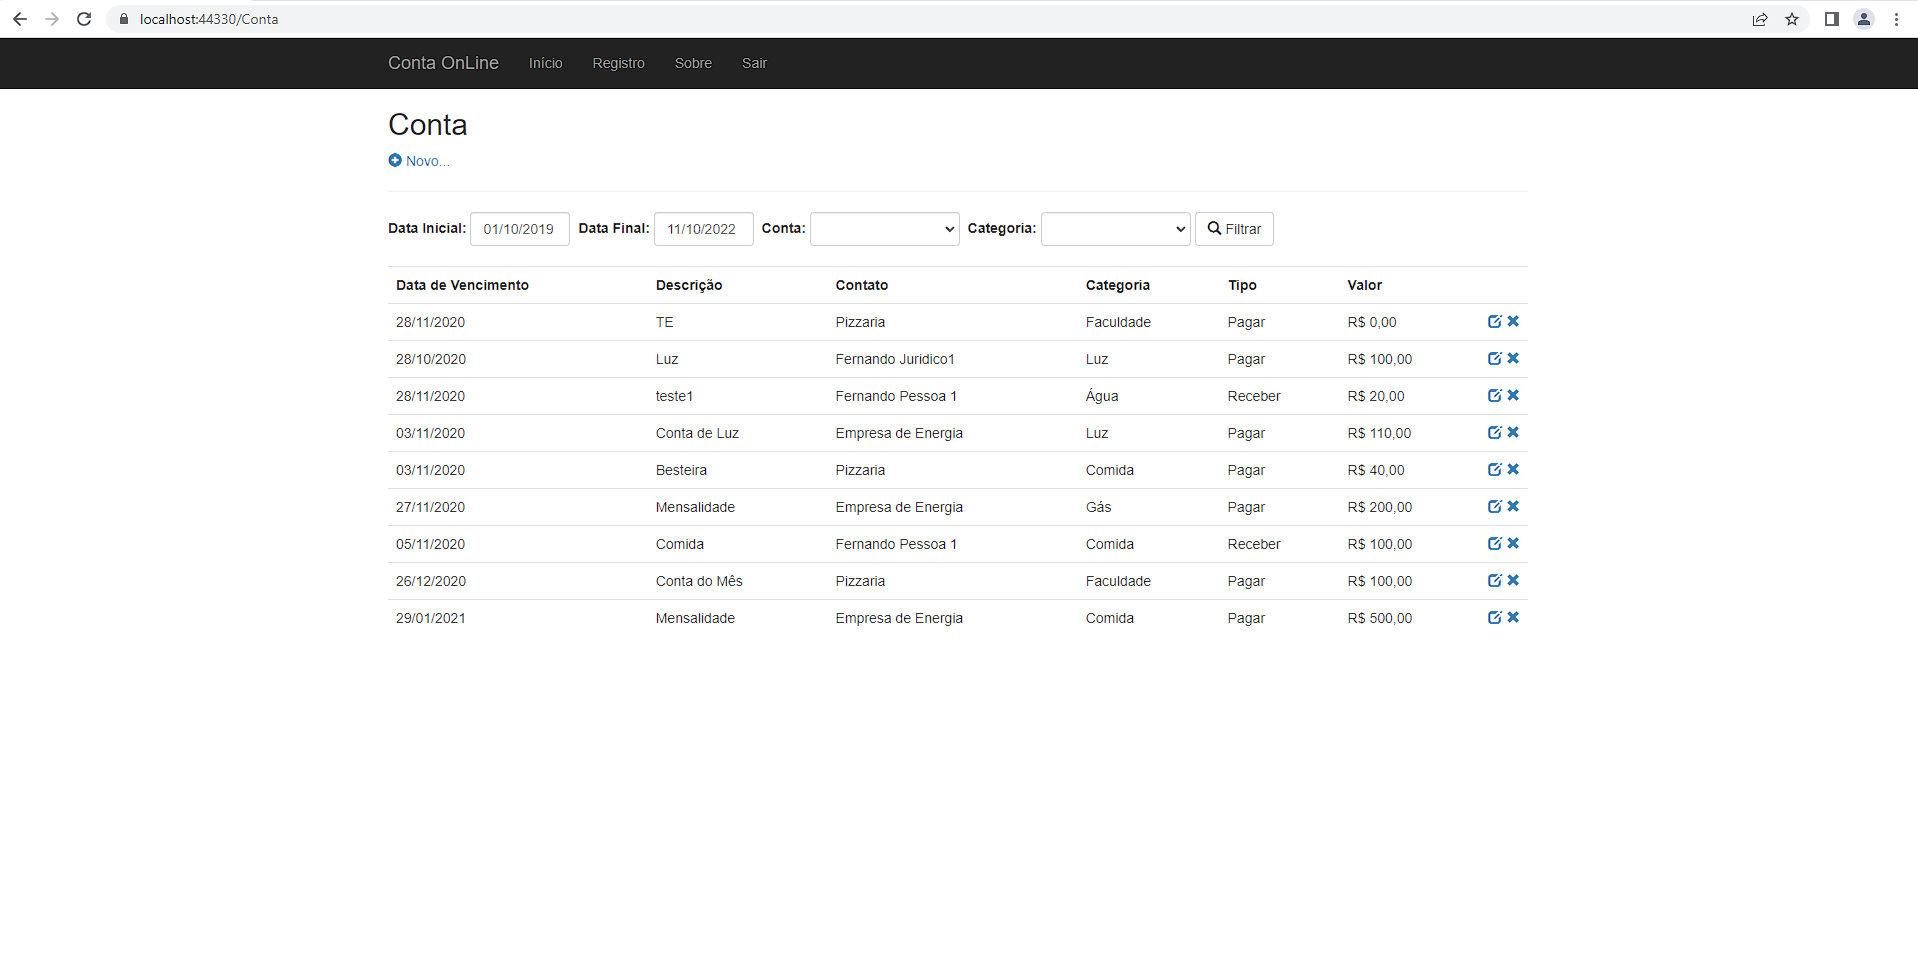 localhost:44330/Conta
Conta OnLine Início Registro Sobre Sair
Conta
Novo...
Data Inicial: 01/10/2019 Data Final: 11/10/2022 Conta: Categoria: Filtrar
Data de Vencimento Descrição Contato Categoria Tipo Valor
28/11/2020 TE Pizzaria Faculdade Pagar R$ 0,00
28/10/2020 Luz Fernando Juridico1 Luz Pagar R$ 100,00
28/11/2020 teste1 Fernando Pessoa 1 Água Receber R$ 20,00
03/11/2020 Conta de Luz Empresa de Energia Luz Pagar R$ 110,00
03/11/2020 Besteira Pizzaria Comida Pagar R$ 40,00
27/11/2020 Mensalidade Empresa de Energia Gás Pagar R$ 200,00
05/11/2020 Comida Fernando Pessoa 1 Comida Receber R$ 100,00
26/12/2020 Conta do Mês Pizzaria Faculdade Pagar R$ 100,00
29/01/2021 Mensalidade Empresa de Energia Comida Pagar R$ 500,00